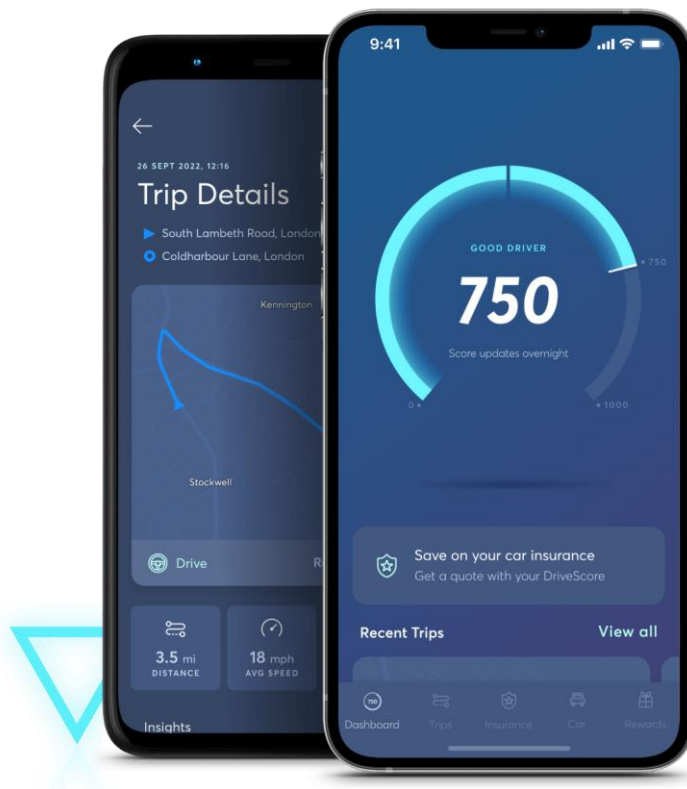 26 SEPT 2022, 12:16
Trip Details
South Lambeth Road, London
Coldharbour Lane, London
Kennington
Stockwell
Drive
3.5 mi
DISTANCE
18 mph
AVG SPEED
Insights
9:41
GOOD DRIVER
750
Score updates overnight
750
0
1000
Save on your car insurance
Get a quote with your DriveScore
Recent Trips
View all
750
Dashboard
Trips
Insurance
Car
Rewards